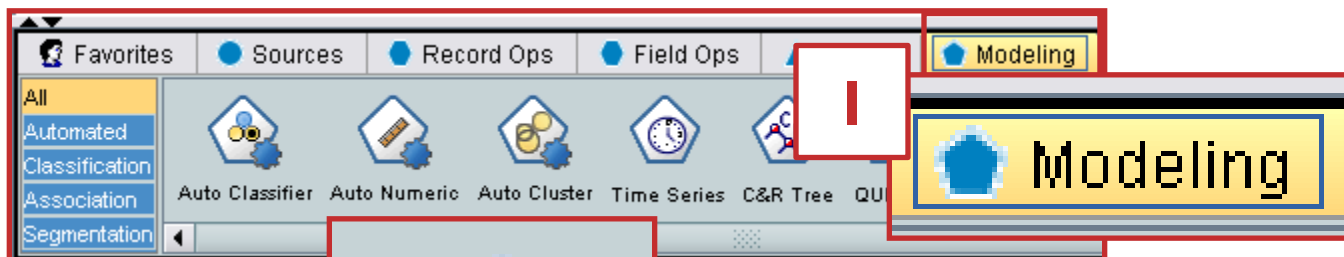 Favorites Sources Record Ops Field Ops Modeling
I
Modeling
All
Automated
Classification
Association
Segmentation
Auto Classifier Auto Numeric Auto Cluster Time Series C&R Tree